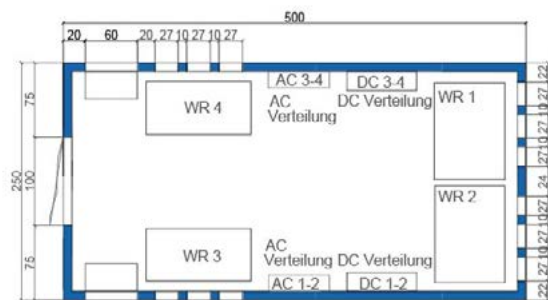 500
20 60 20 27 10 27 10 27
AC 3-4 DC 3-4
WR 4
AC DC Verteilung
Verteilung
WR 1
WR 2
AC
Verteilung DC Verteilung
WR 3
AC 1-2 DC 1-2
250
75
100
75
22
27
10
27
10
27
24
27
10
27
10
27
22